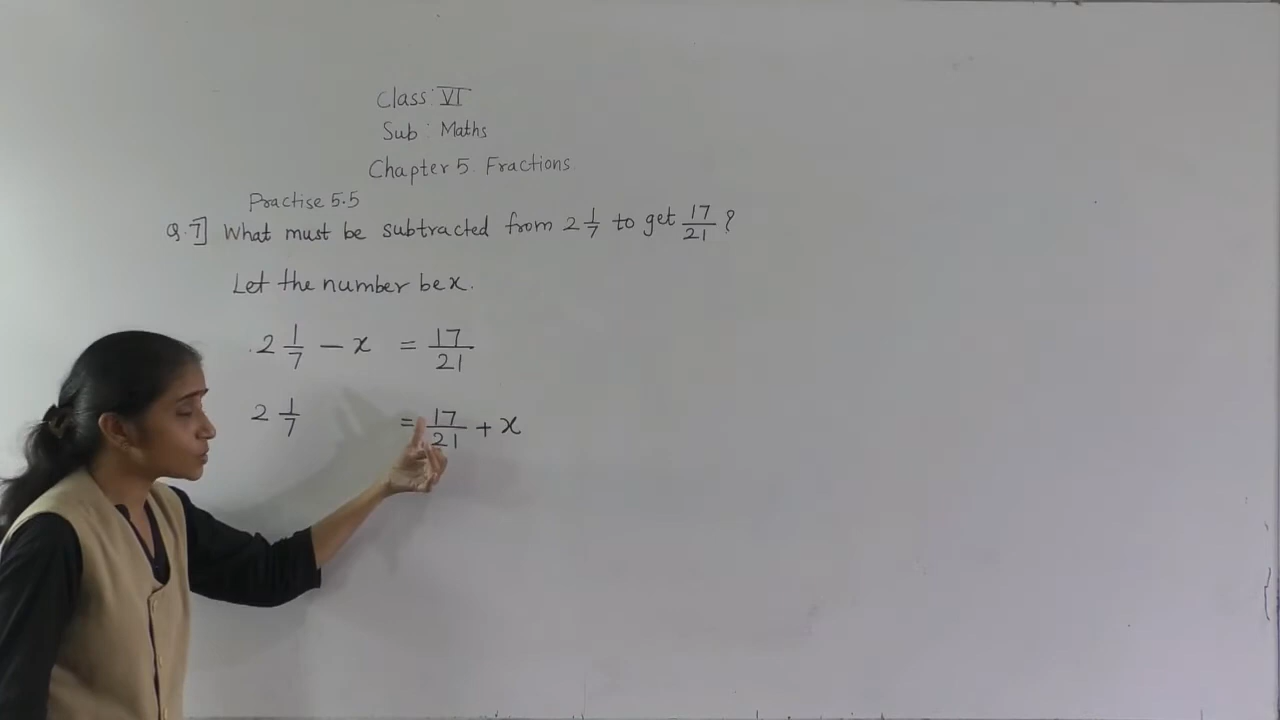 Class : VI
Sub : Maths
Chapter 5. Fractions
Practise 5.5
Q.7] What must be subtracted from 2 1/7 to get 17/21 ?
Let the number be x.
2 1/7 - x = 17/21
2 1/7 = 17/21 + x